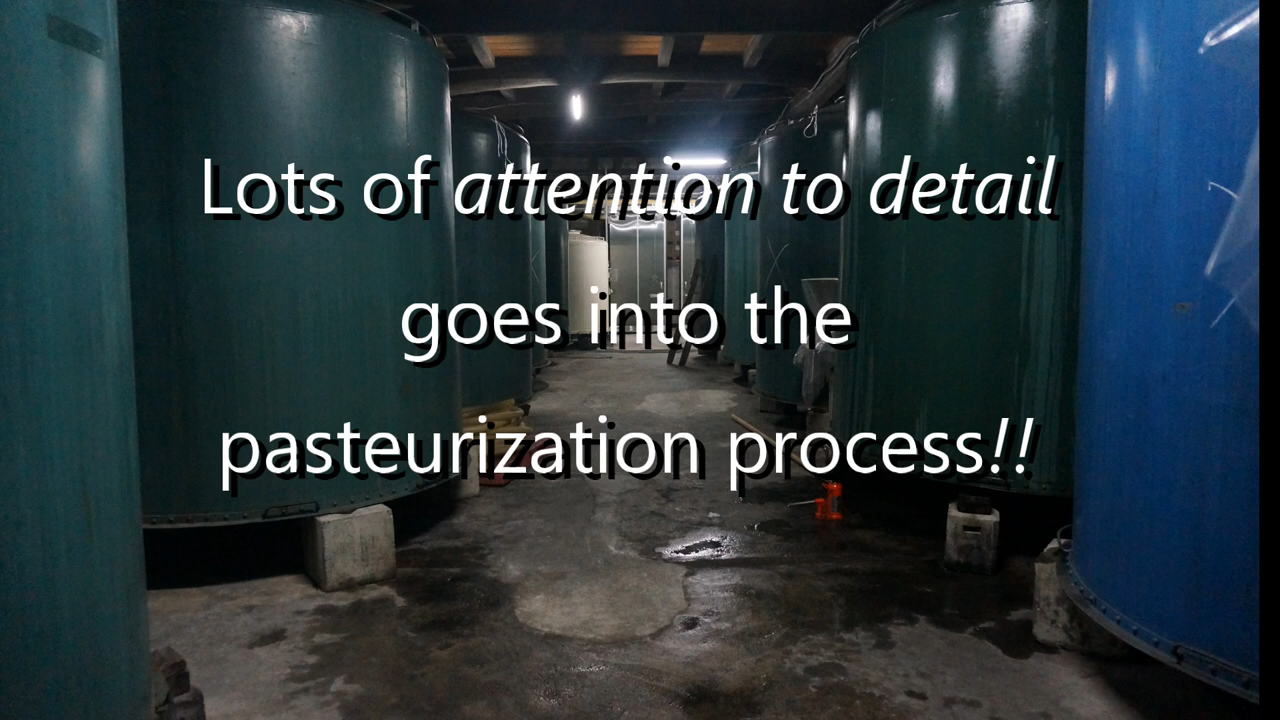 Lots of attention to detail
goes into the
pasteurization process!!